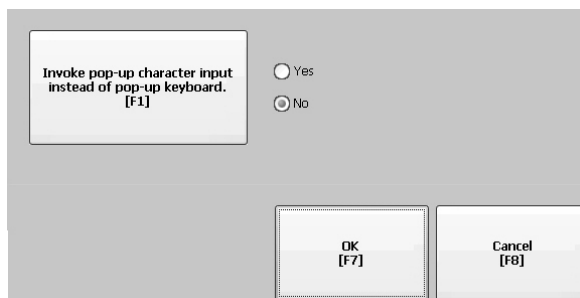 Invoke pop-up character input
instead of pop-up keyboard.
[F1]
Yes
No
OK
[F7]
Cancel
[F8]